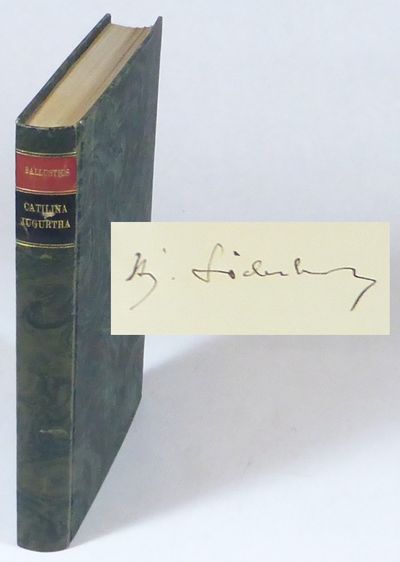 SALLUSTIUS
CATILINA
JUGURTHA
Hj. Söderberg